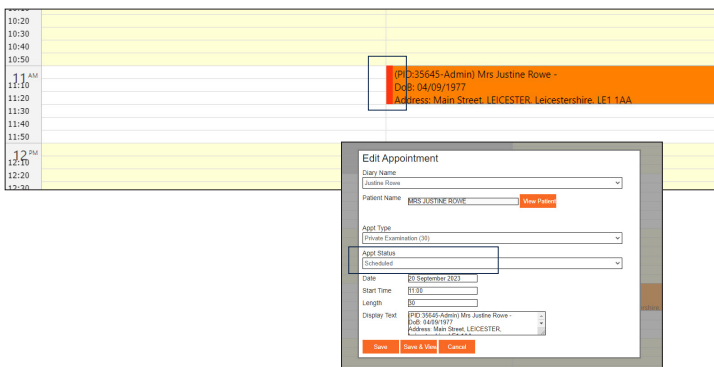 10:20
10:30
10:40
10:50
11 AM
11:10
11:20
11:30
11:40
11:50
12 PM
12:10
12:20
12:30
(PID:35645-Admin) Mrs Justine Rowe -
DoB: 04/09/1977
Address: Main Street, LEICESTER, Leicestershire, LE1 1AA
Edit Appointment
Diary Name
Justine Rowe
Patient Name MRS JUSTINE ROWE View Patient
Appt Type
Private Examination (30)
Appt Status
Scheduled
Date 20 September 2023
Start Time 11:00
Length 30
Display Text (PID:35645-Admin) Mrs Justine Rowe -
DoB: 04/09/1977
Address: Main Street, LEICESTER,
Save Save & View Cancel